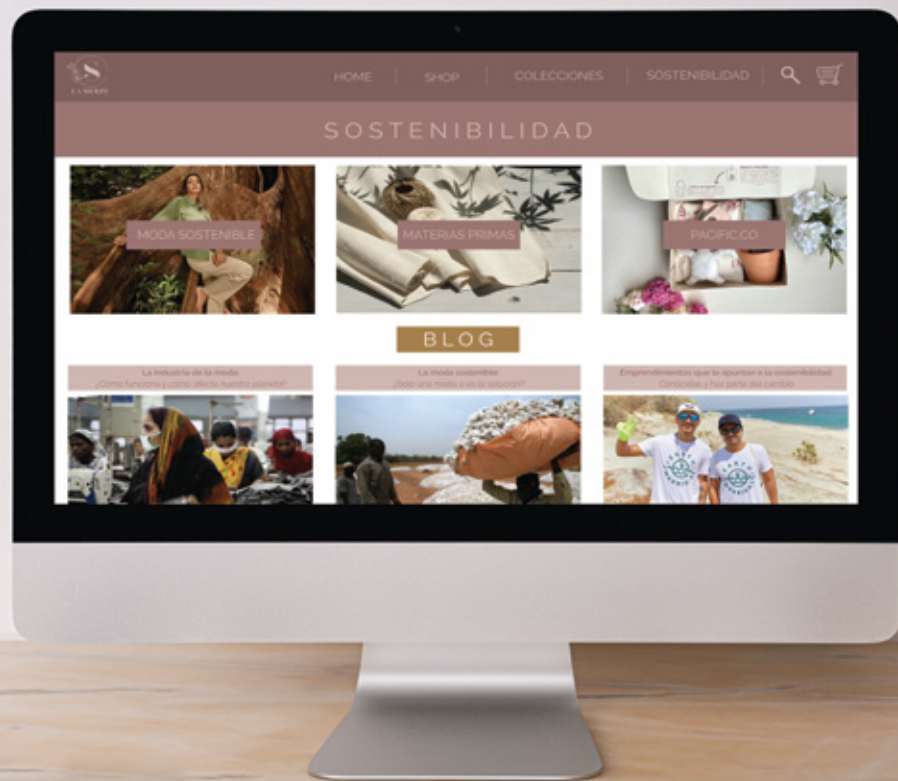 LA SIERPE
HOME
SHOP
COLECCIONES
SOSTENIBILIDAD
SOSTENIBILIDAD
MODA SOSTENIBLE
MATERIAS PRIMAS
PACIFIC.CO
BLOG
La industria de la moda:
¿Cómo funciona y como afecta nuestro planeta?
La moda sostenible:
¿Solo una moda o es la solución?
Emprendimientos que le apuntan a la sostenibilidad:
Conócelos y haz parte del cambio